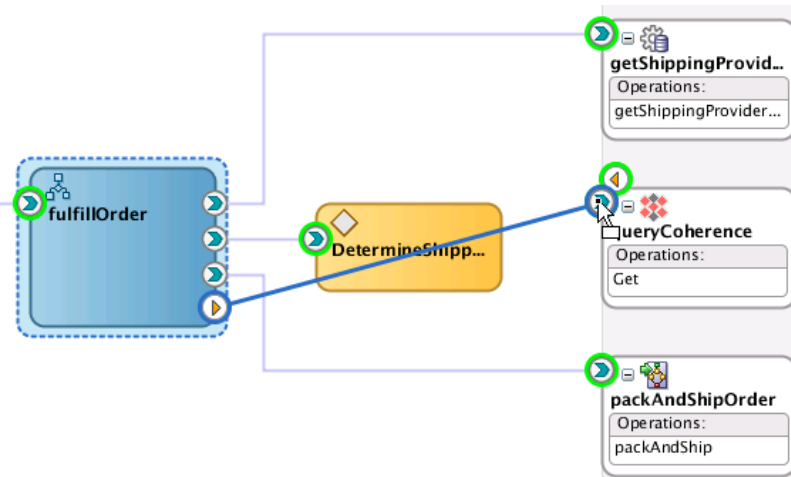 getShippingProvid...
Operations:
getShippingProvider...
fulfillOrder
DetermineShipp...
ueryCoherence
Operations:
Get
packAndShipOrder
Operations:
packAndShip